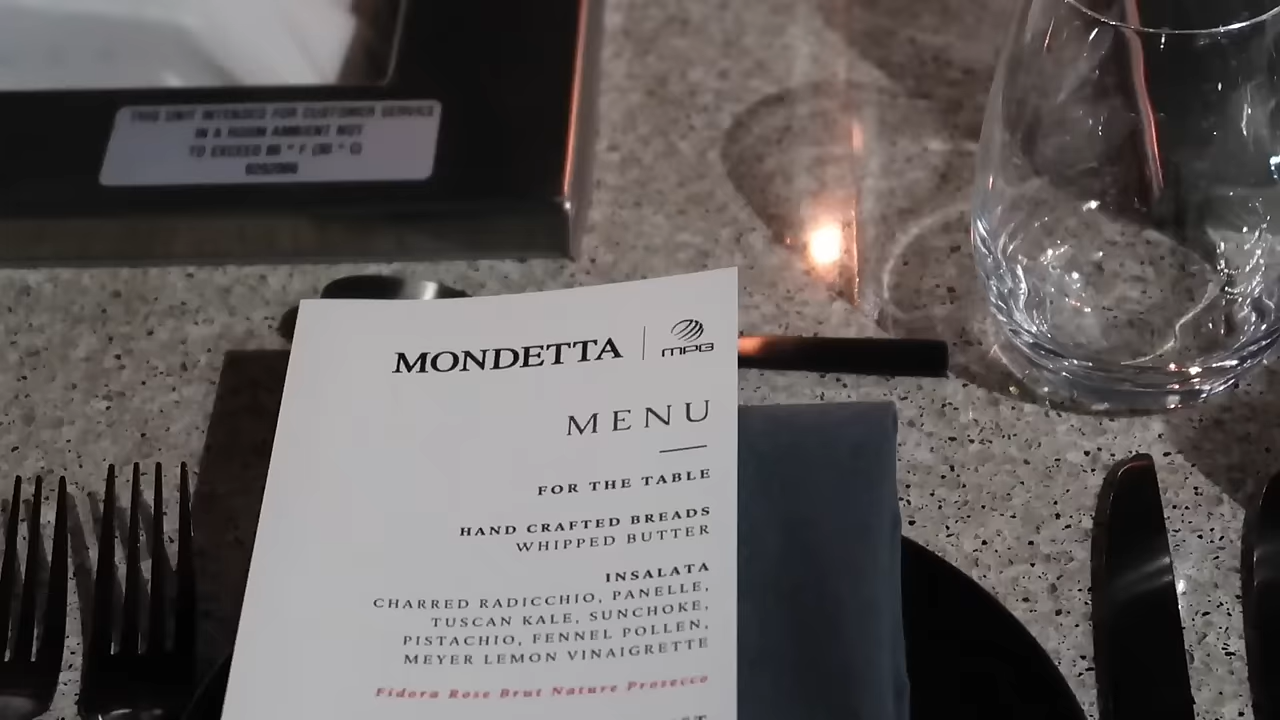 THIS UNIT INTENDED FOR CUSTOMER SERVICE
IN A ROOM AMBIENT NOT
TO EXCEED
MONDETTA
MPG
MENU
FOR THE TABLE
HAND CRAFTED BREADS
WHIPPED BUTTER
INSALATA
CHARRED RADICCHIO, PANELLE,
TUSCAN KALE, SUNCHOKE,
PISTACHIO, FENNEL POLLEN,
MEYER LEMON VINAIGRETTE
Fidora Rose Brut Nature Prosecco